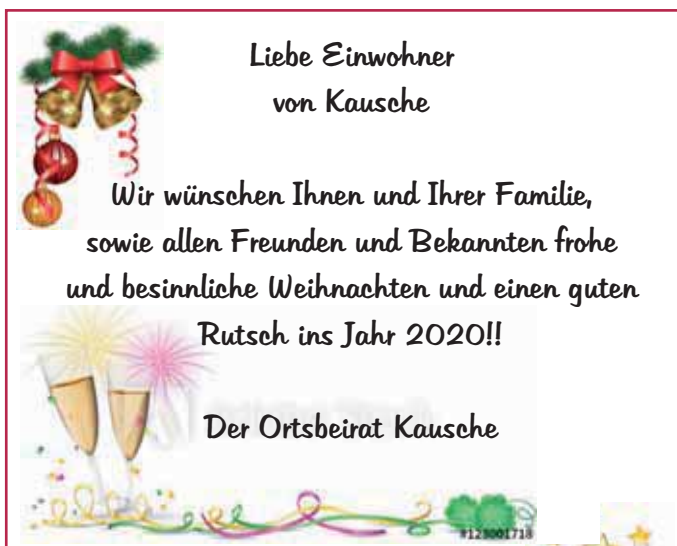 Liebe Einwohner
von Kausche
Wir wünschen Ihnen und Ihrer Familie,
sowie allen Freunden und Bekannten frohe
und besinnliche Weihnachten und einen guten
Rutsch ins Jahr 2020!!
Der Ortsbeirat Kausche
#123001718